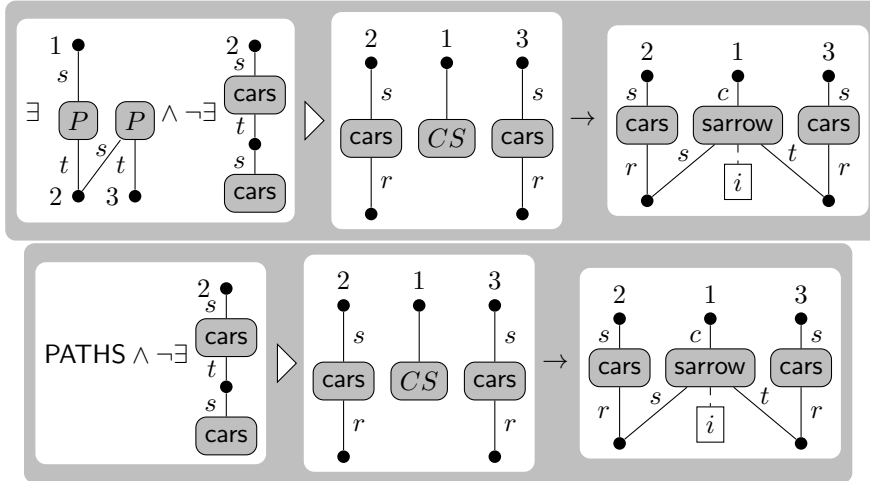 1 2 2 1 3 2 1 3
s s s s s c s
∃ P P ∧ ¬∃ cars cars CS cars → cars sarrow cars
t s t t r r r s t r
2 3 s i
cars
2 2 1 3 2 1 3
s s s s c s
PATHS ∧ ¬∃ cars cars CS cars → cars sarrow cars
t r r r s t r
s i
cars